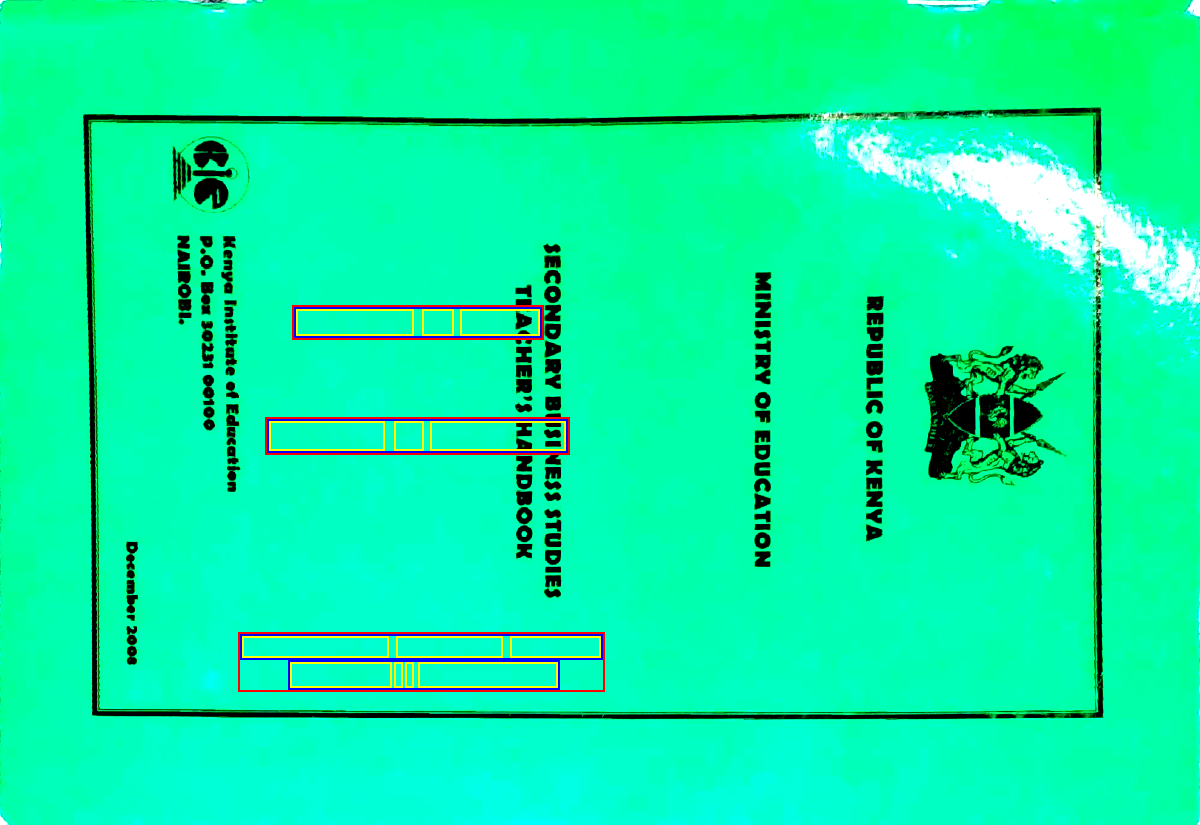 REPUBLIC OF KENYA
MINISTRY OF EDUCATION
SECONDARY BUSINESS STUDIES
TEACHER'S HANDBOOK
KIE
Kenya Institute of Education
P.O. Box 30231 00100
NAIROBI.
December 2006